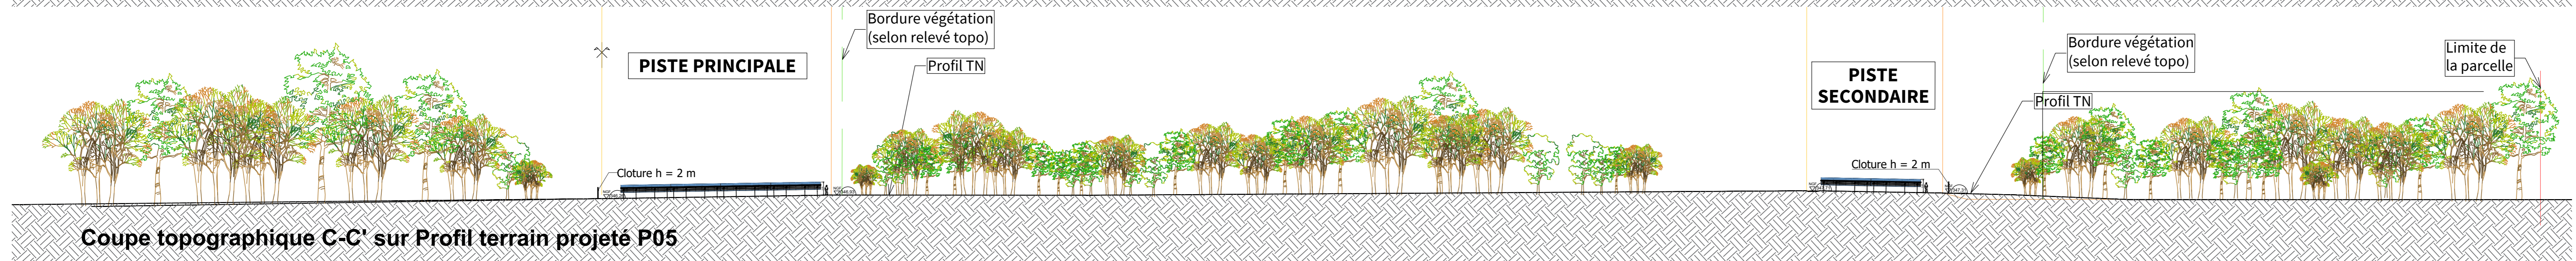 Bordure végétation
(selon relevé topo)
PISTE PRINCIPALE
Profil TN
Cloture h = 2 m
PISTE
SECONDAIRE
Cloture h = 2 m
Bordure végétation
(selon relevé topo)
Profil TN
Limite de
la parcelle
Coupe topographique C-C' sur Profil terrain projeté P05